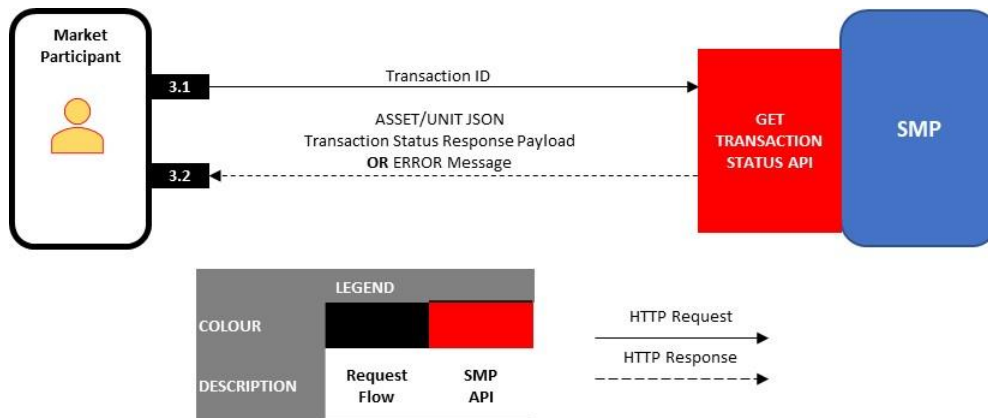 Market
Participant
3.1
Transaction ID
ASSET/UNIT JSON
Transaction Status Response Payload
OR ERROR Message
3.2
GET
TRANSACTION
STATUS API
SMP
LEGEND
COLOUR
DESCRIPTION
Request
Flow
SMP
API
HTTP Request
HTTP Response